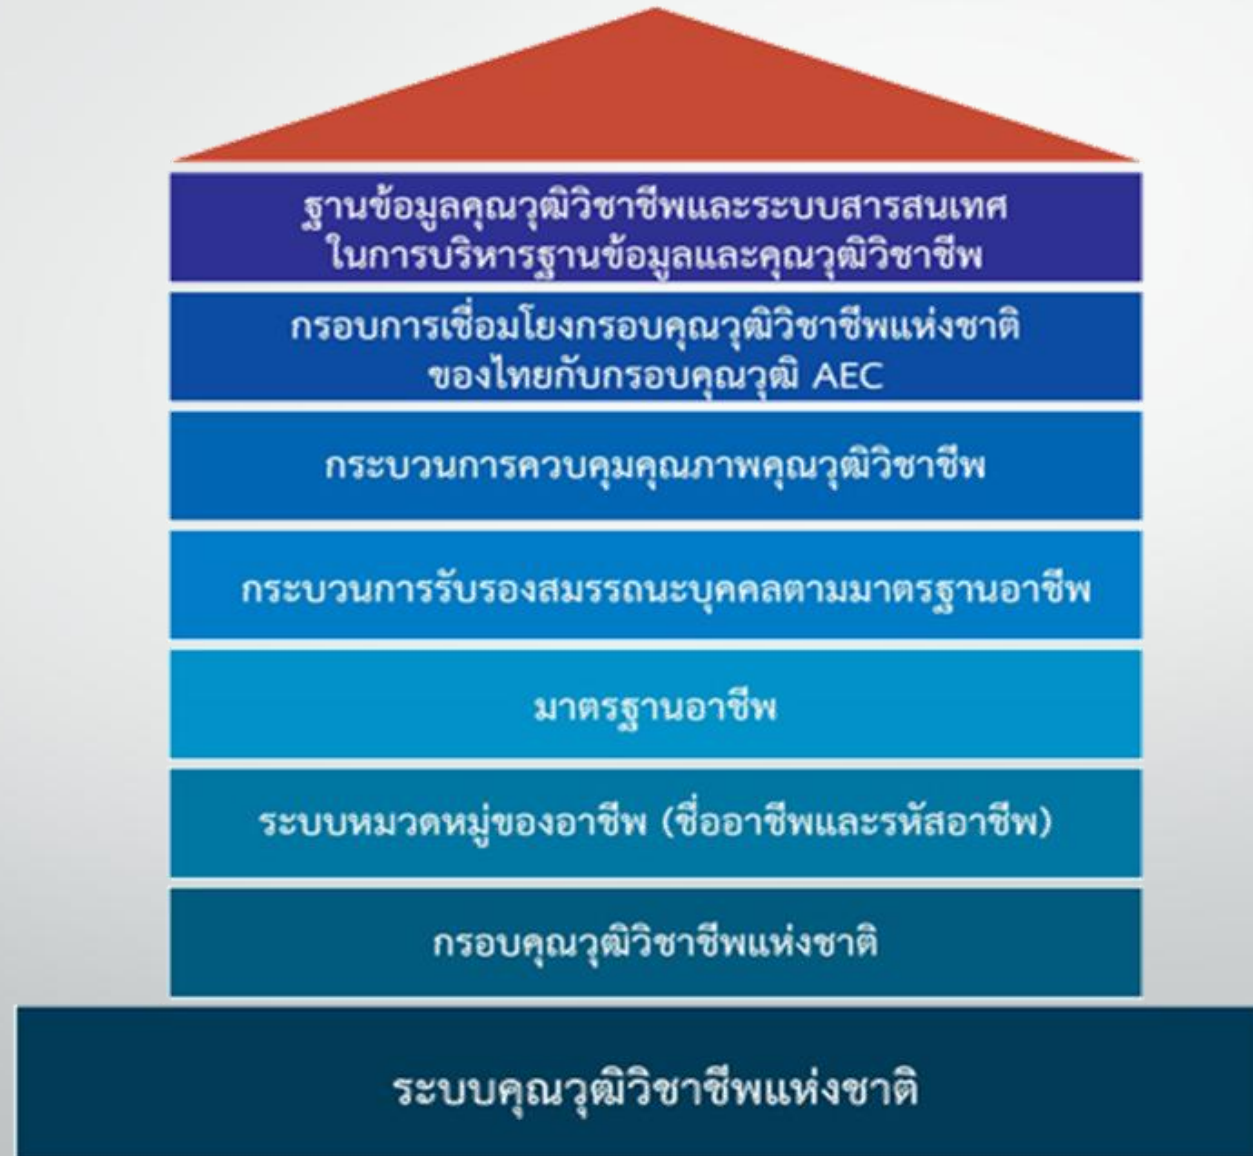 ฐานข้อมูลคุณวุฒิวิชาชีพและระบบสารสนเทศ
ในการบริหารฐานข้อมูลและคุณวุฒิวิชาชีพ
กรอบการเชื่อมโยงกรอบคุณวุฒิวิชาชีพแห่งชาติ
ของไทยกับกรอบคุณวุฒิ AEC
กระบวนการควบคุมคุณภาพคุณวุฒิวิชาชีพ
กระบวนการรับรองสมรรถนะบุคคลตามมาตรฐานอาชีพ
มาตรฐานอาชีพ
ระบบหมวดหมู่ของอาชีพ (ชื่ออาชีพและรหัสอาชีพ)
กรอบคุณวุฒิวิชาชีพแห่งชาติ
ระบบคุณวุฒิวิชาชีพแห่งชาติ